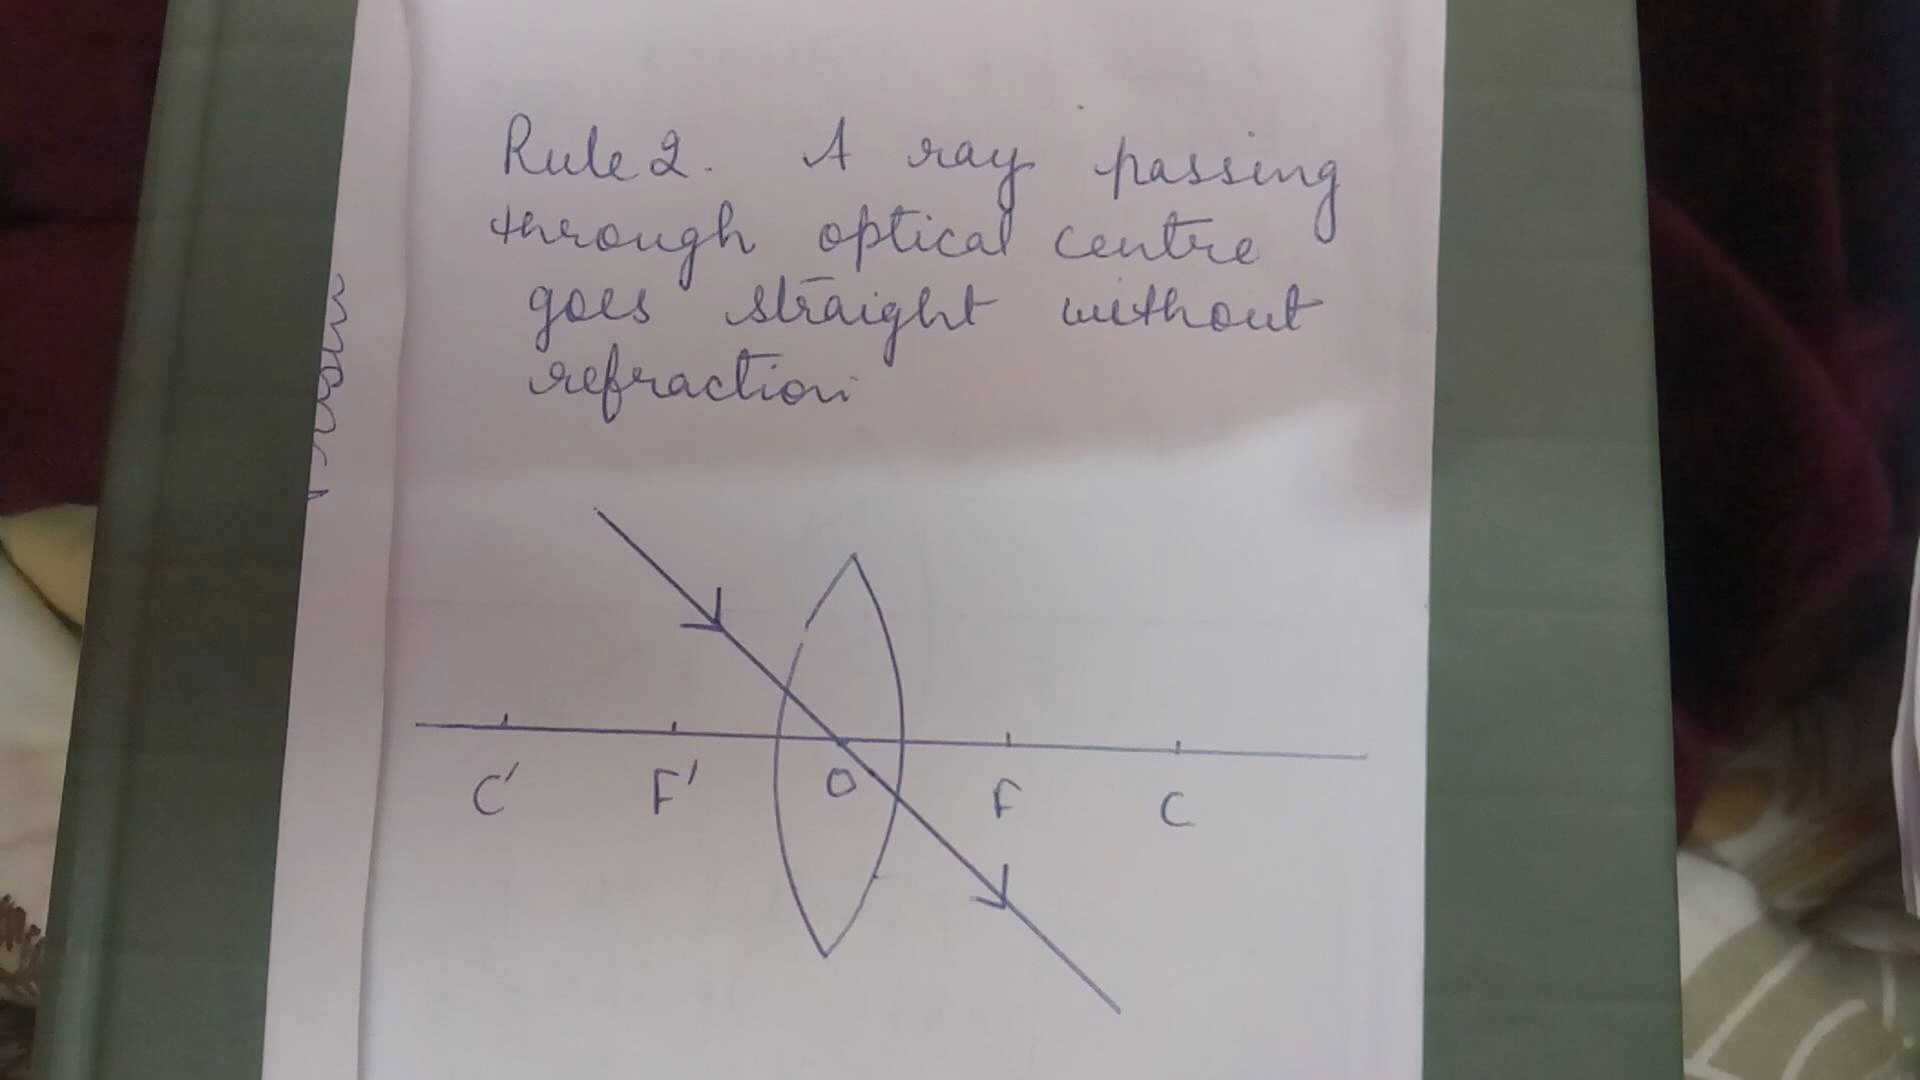 Rule 2. A ray passing
through optical centre
goes straight without
refraction
C' F' O F C